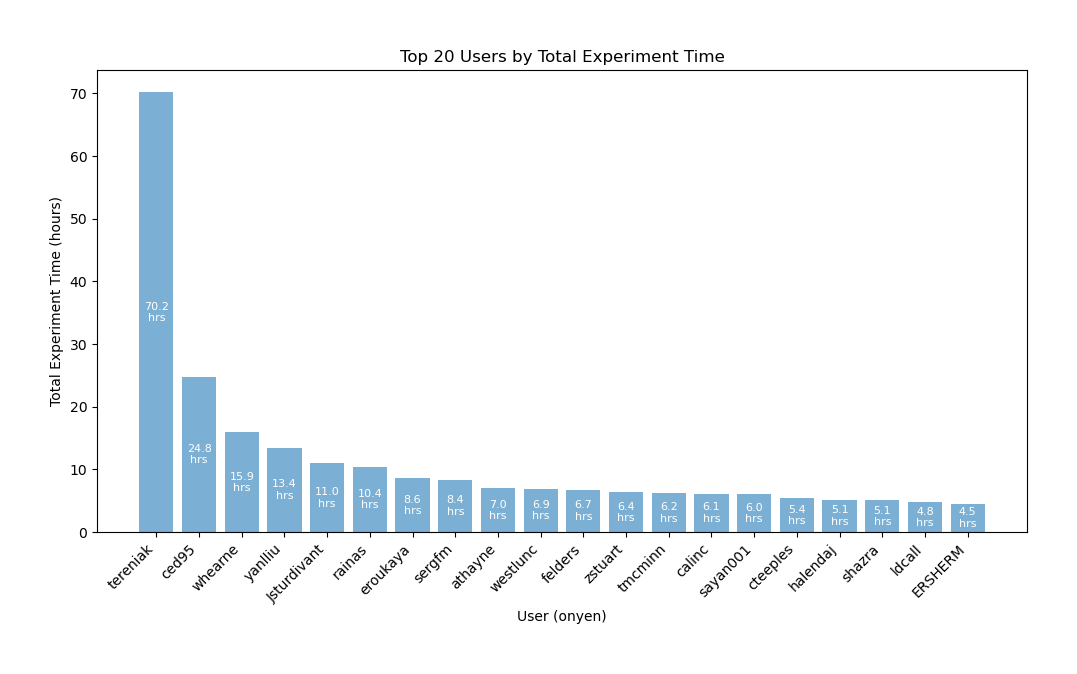 Top 20 Users by Total Experiment Time
Total Experiment Time (hours)
70
60
50
40
30
20
10
0
70.2
hrs
24.8
hrs
15.9
hrs
13.4
hrs
11.0
hrs
10.4
hrs
8.6
hrs
8.4
hrs
7.0
hrs
6.9
hrs
6.7
hrs
6.4
hrs
6.2
hrs
6.1
hrs
6.0
hrs
5.4
hrs
5.1
hrs
5.1
hrs
4.8
hrs
4.5
hrs
tereniak
ced95
whearne
yanlliu
Jsturdivant
rainas
eroukaya
sergfm
athayne
westlunc
felders
zstuart
tmcminn
calinc
sayan001
cteeples
halendaj
shazra
ldcall
ERSHERM
User (onyen)